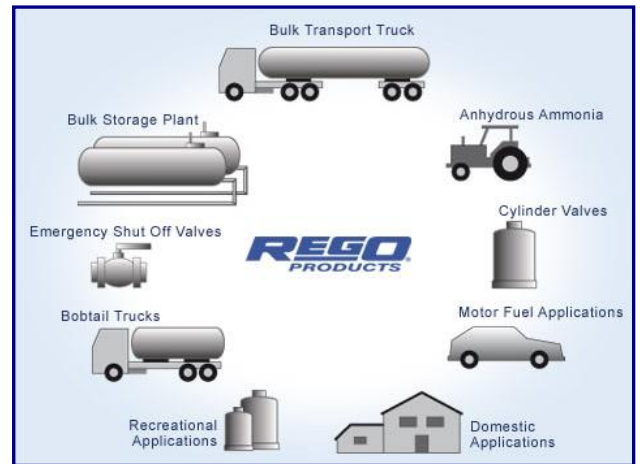 Bulk Transport Truck
Bulk Storage Plant
Anhydrous Ammonia
Cylinder Valves
Emergency Shut Off Valves
REGO®
PRODUCTS
Motor Fuel Applications
Bobtail Trucks
Recreational
Applications
Domestic
Applications